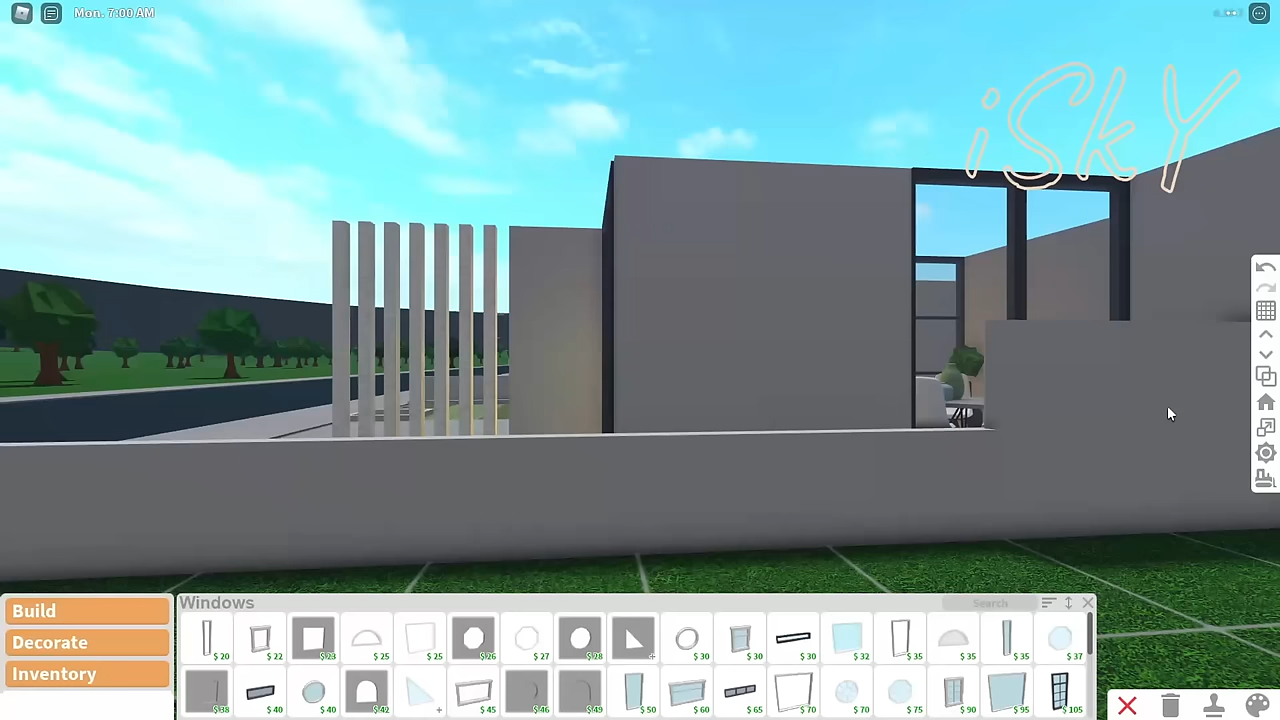 Mon. 7:00 AM
iSkY
Build
Decorate
Inventory
Windows
Search
$20 $22 $23 $25 $25 $26 $27 $28 $30 $30 $30 $32 $35 $35 $35 $37
$38 $40 $40 $42 $45 $46 $49 $50 $60 $65 $70 $70 $75 $90 $95 $105